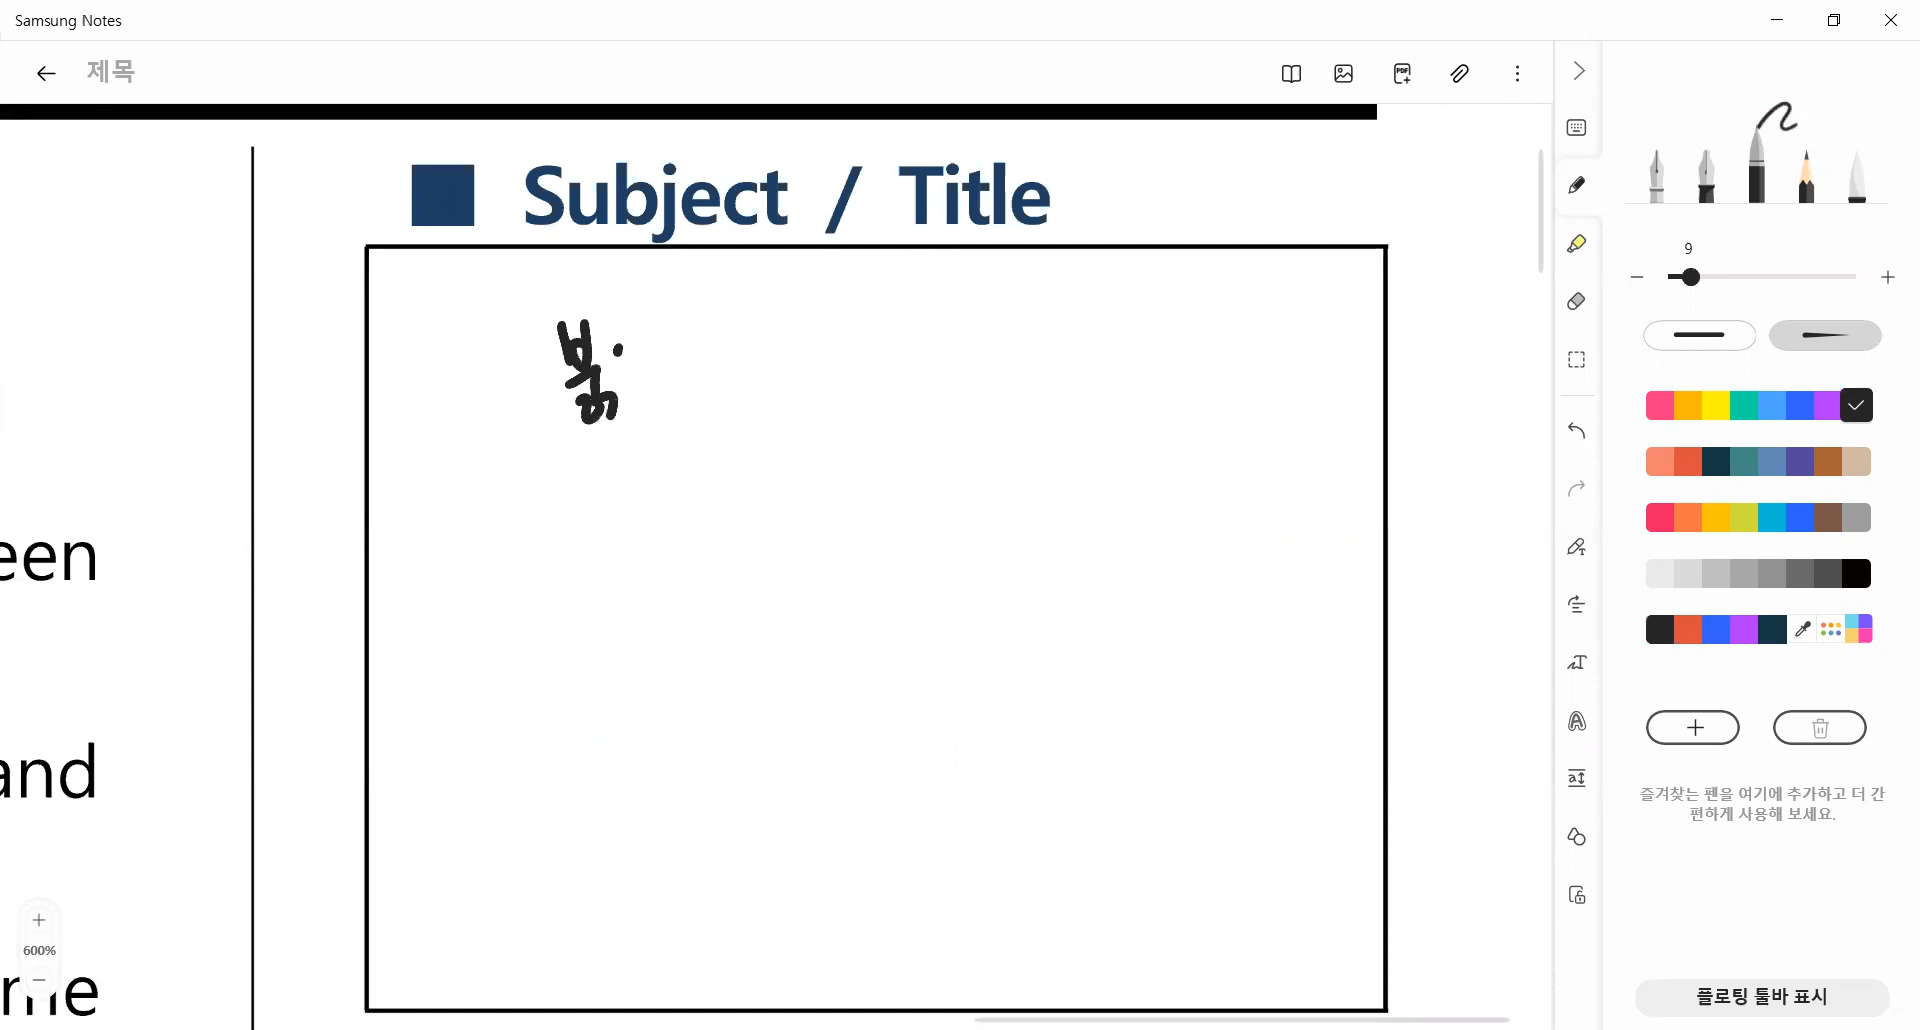 Samsung Notes
제목
Subject / Title
een
and
me
600%
9
즐겨찾는 펜을 여기에 추가하고 더 간
편하게 사용해 보세요.
플로팅 툴바 표시